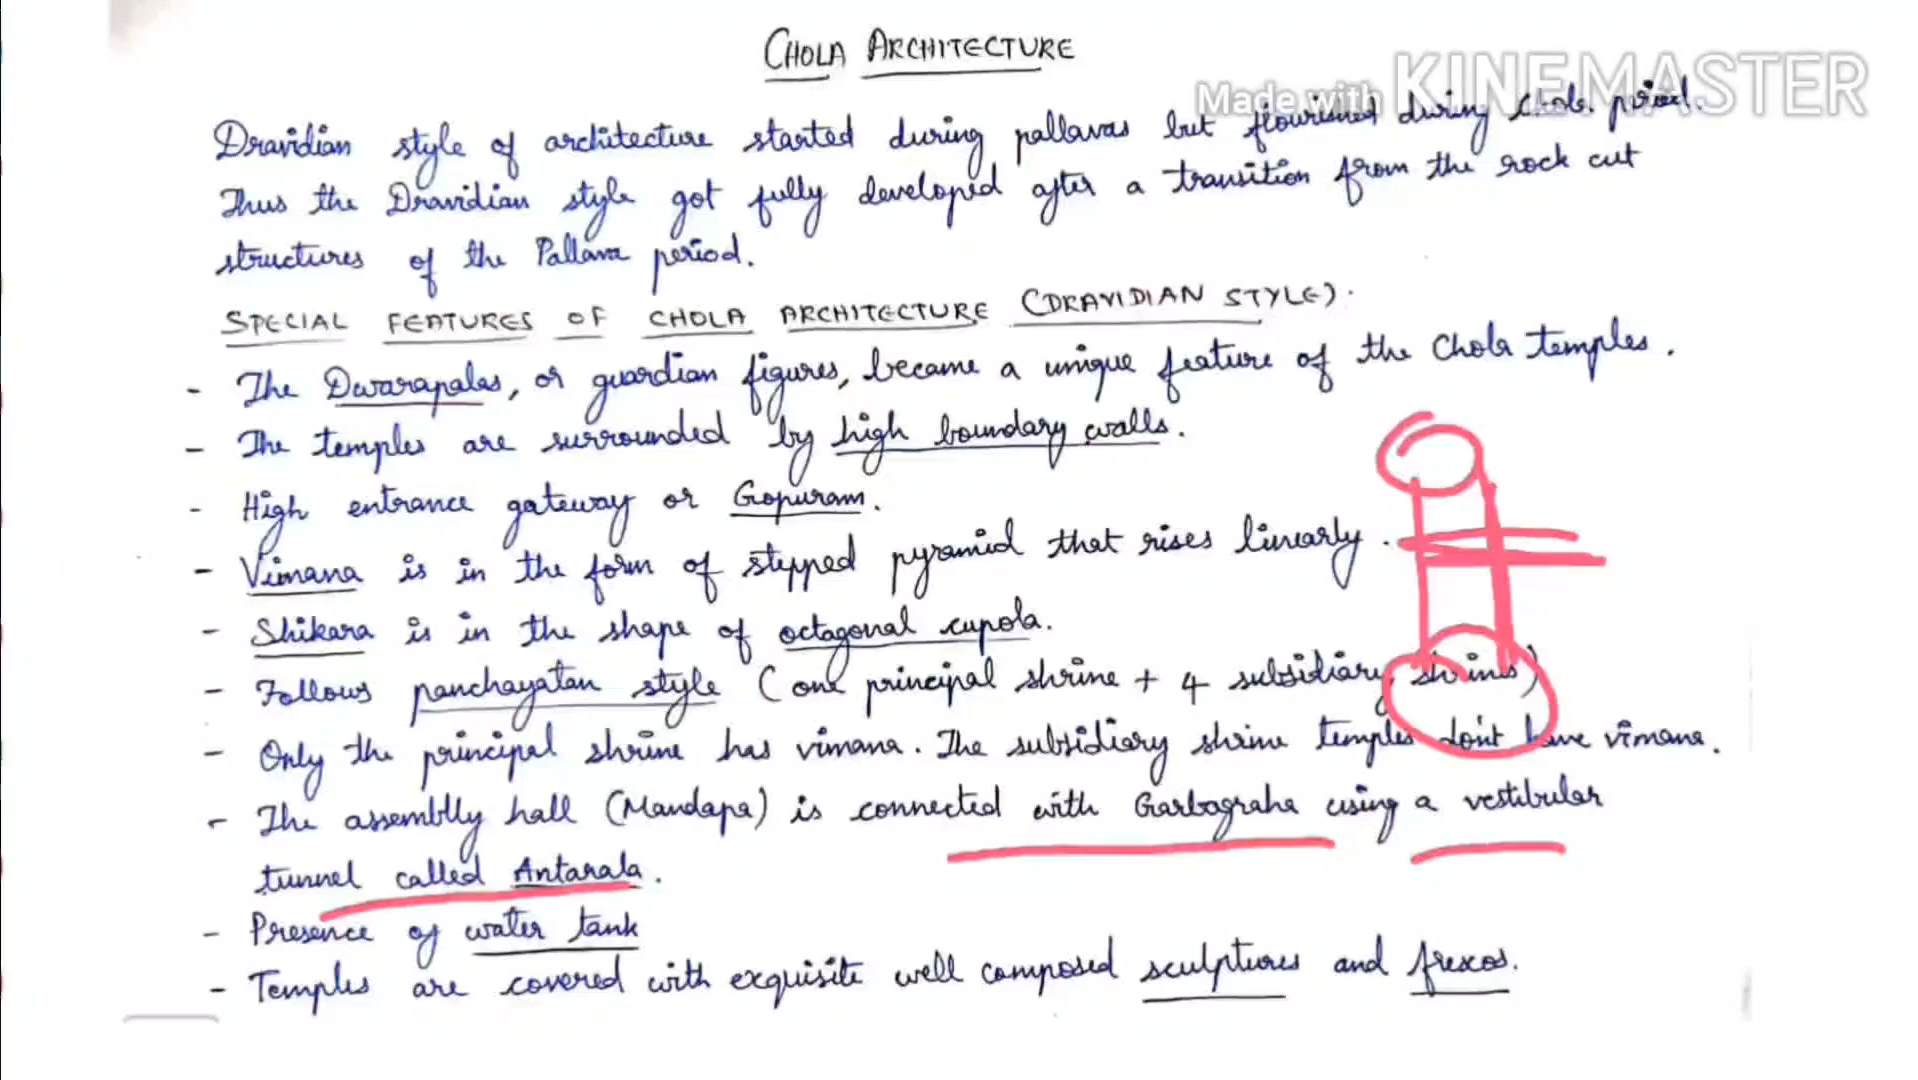 CHOLA ARCHITECTURE
Made with KINEMASTER
Dravidian style of architecture started during pallavas but flourished during Chola period.
Thus the Dravidian style got fully developed after a transition from the rock cut
structures of the Pallava period.
SPECIAL FEATURES OF CHOLA ARCHITECTURE (DRAVIDIAN STYLE).
- The Dwarapalas, or guardian figures, became a unique feature of the Chola temples.
- The temples are surrounded by high boundary walls.
- High entrance gateway or Gopuram.
- Vimana is in the form of stepped pyramid that rises linearly.
- Shikara is in the shape of octagonal cupola.
- Follows panchayatan style (one principal shrine + 4 subsidiary shrines)
- Only the principal shrine has vimana. The subsidiary shrine temples don't have vimana.
- The assemblly hall (Mandapa) is connected with Garbagraha using a vestibular
tunnel called Antarala.
- Presence of water tank
- Temples are covered with exquisite well composed sculptures and frexos.